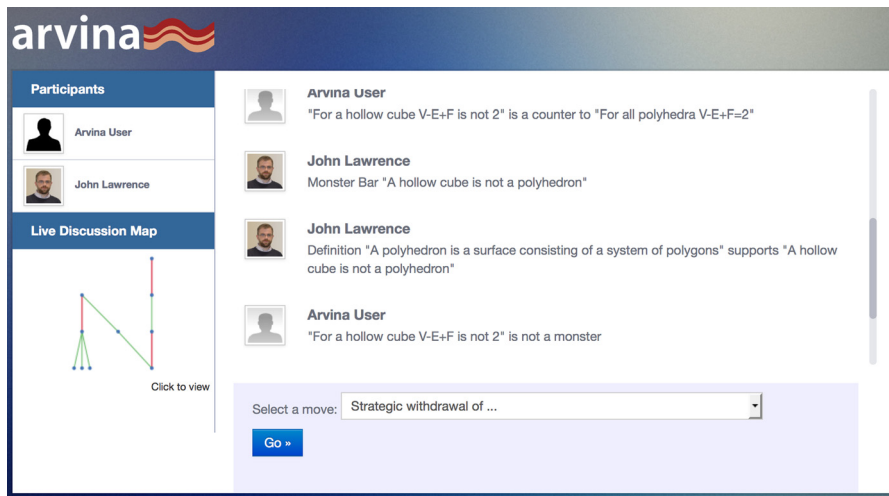 arvina
Participants
Arvina User
John Lawrence
Live Discussion Map
Click to view
Arvina User
"For a hollow cube V-E+F is not 2" is a counter to "For all polyhedra V-E+F=2"
John Lawrence
Monster Bar "A hollow cube is not a polyhedron"
John Lawrence
Definition "A polyhedron is a surface consisting of a system of polygons" supports "A hollow
cube is not a polyhedron"
Arvina User
"For a hollow cube V-E+F is not 2" is not a monster
Select a move: Strategic withdrawal of ...
Go »